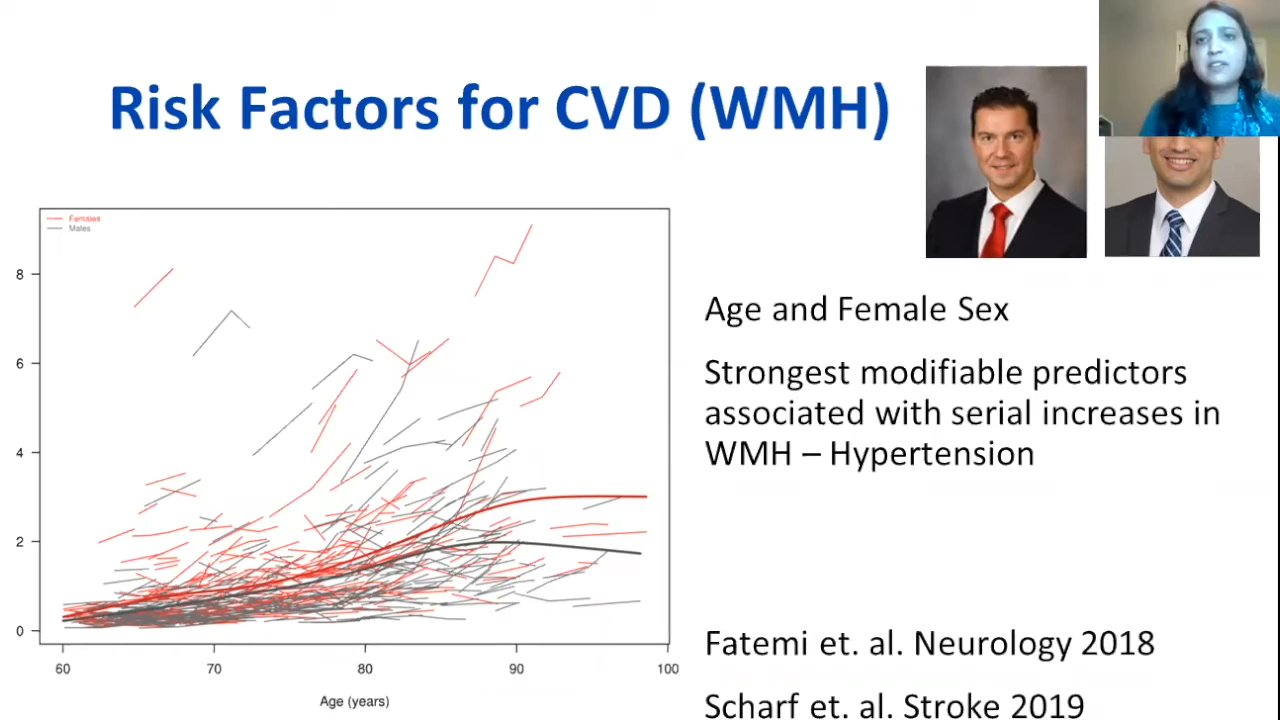 Risk Factors for CVD (WMH)
Females
Males
8
6
4
2
0
60 70 80 90 100
Age (years)
Age and Female Sex
Strongest modifiable predictors
associated with serial increases in
WMH – Hypertension
Fatemi et. al. Neurology 2018
Scharf et. al. Stroke 2019